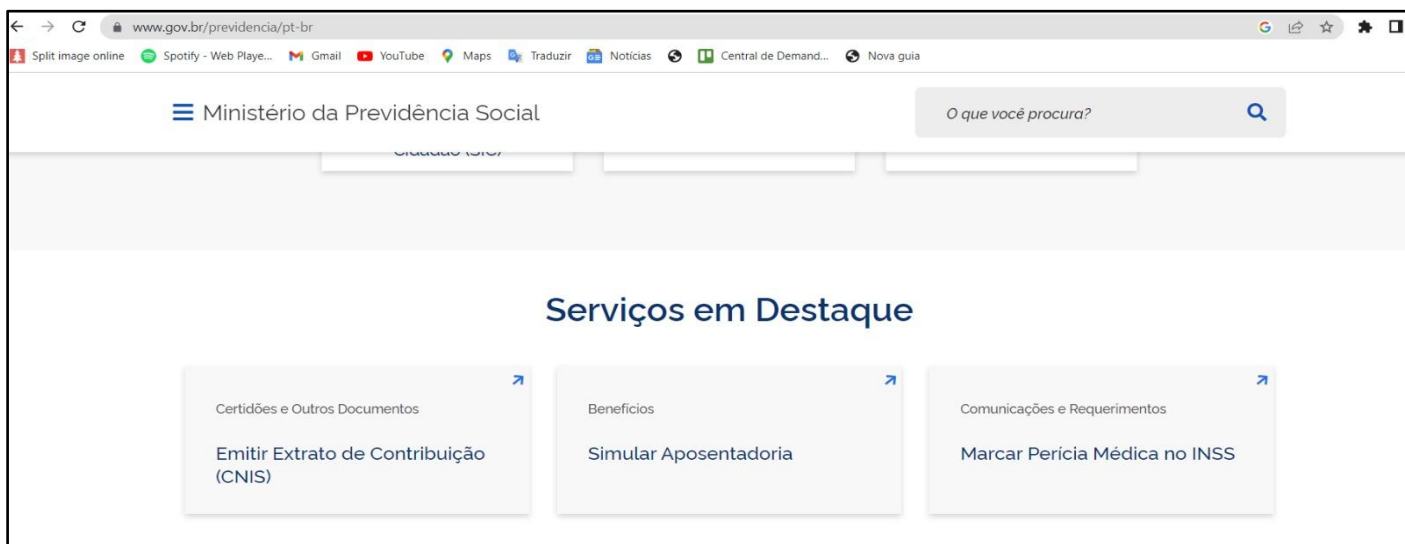 www.gov.br/previdencia/pt-br
Split image online Spotify - Web Playe... Gmail YouTube Maps Traduzir Notícias Central de Demand... Nova guia
Ministério da Previdência Social O que você procura?
Cidadão (SIC)
Serviços em Destaque
Certidões e Outros Documentos Benefícios Comunicações e Requerimentos
Emitir Extrato de Contribuição Simular Aposentadoria Marcar Perícia Médica no INSS
(CNIS)